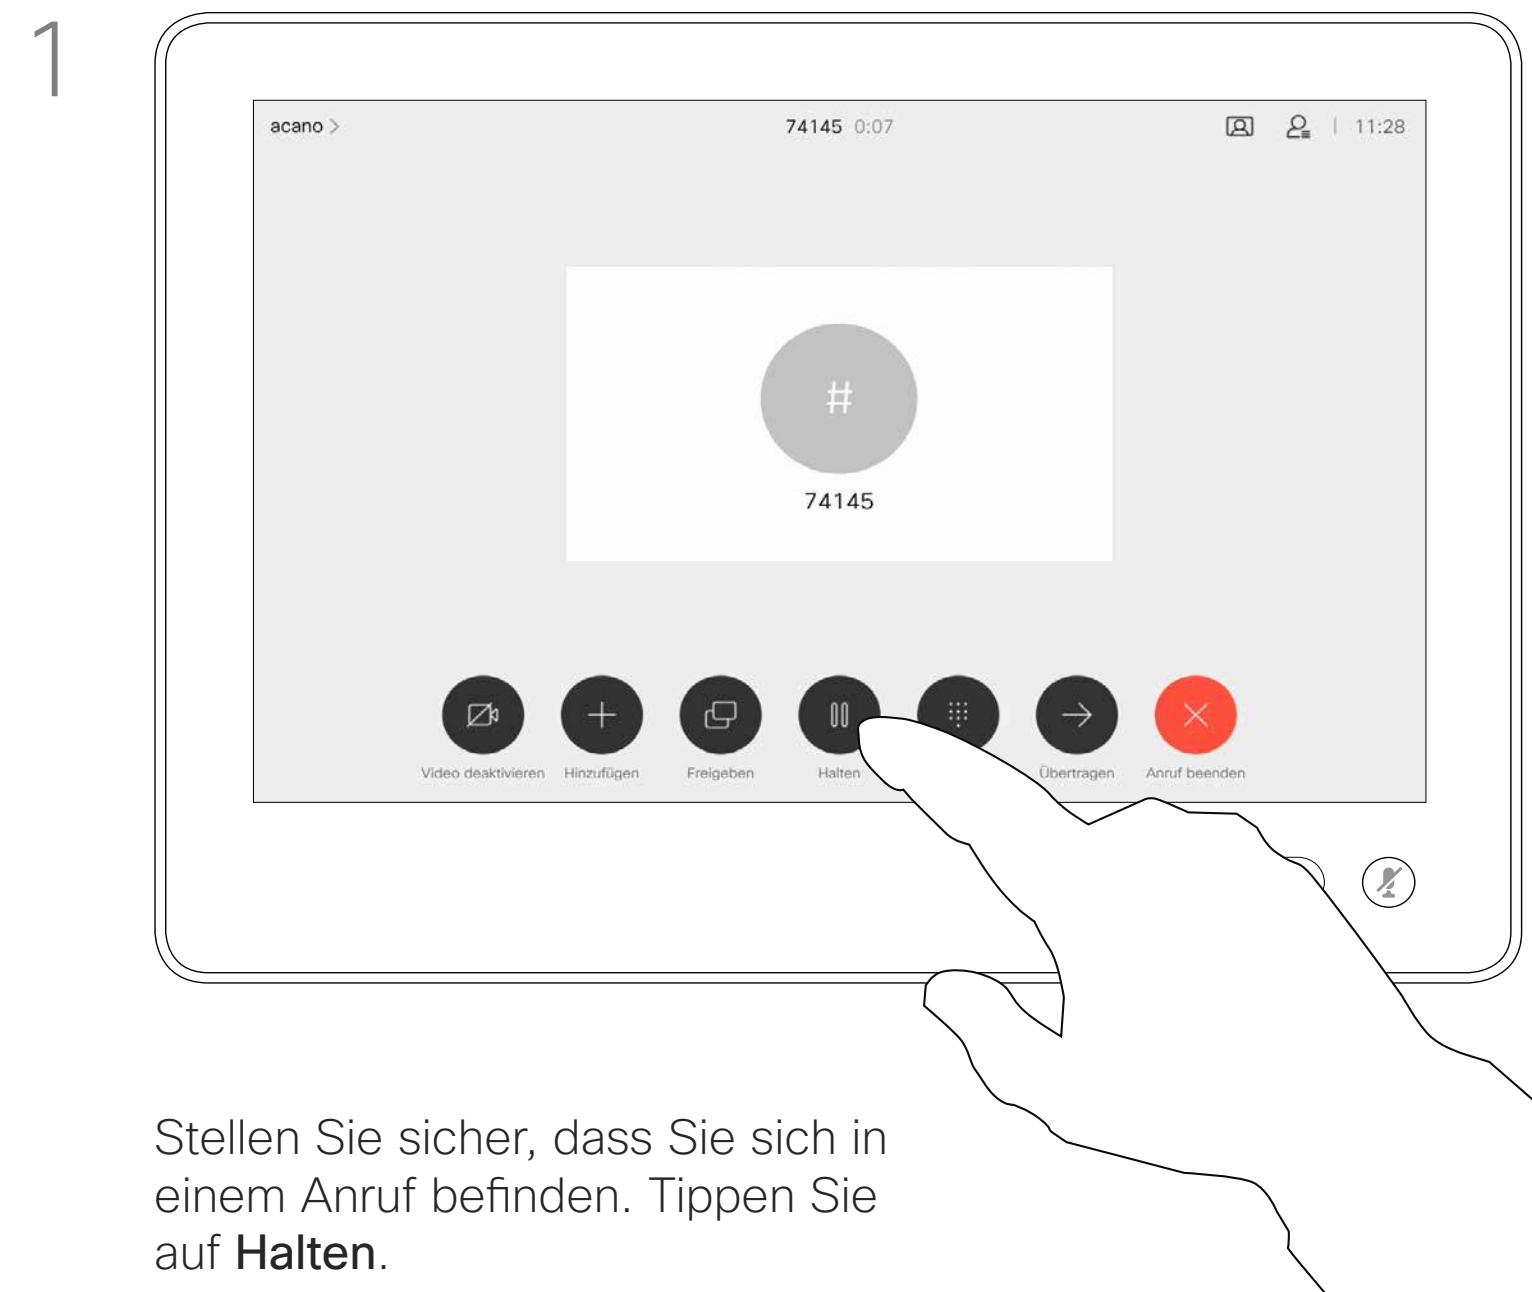 1
acano >
74145 0:07
11:28
#
74145
Video deaktivieren
Hinzufügen
Freigeben
Halten
Übertragen
Anruf beenden
Stellen Sie sicher, dass Sie sich in
einem Anruf befinden. Tippen Sie
auf Halten.